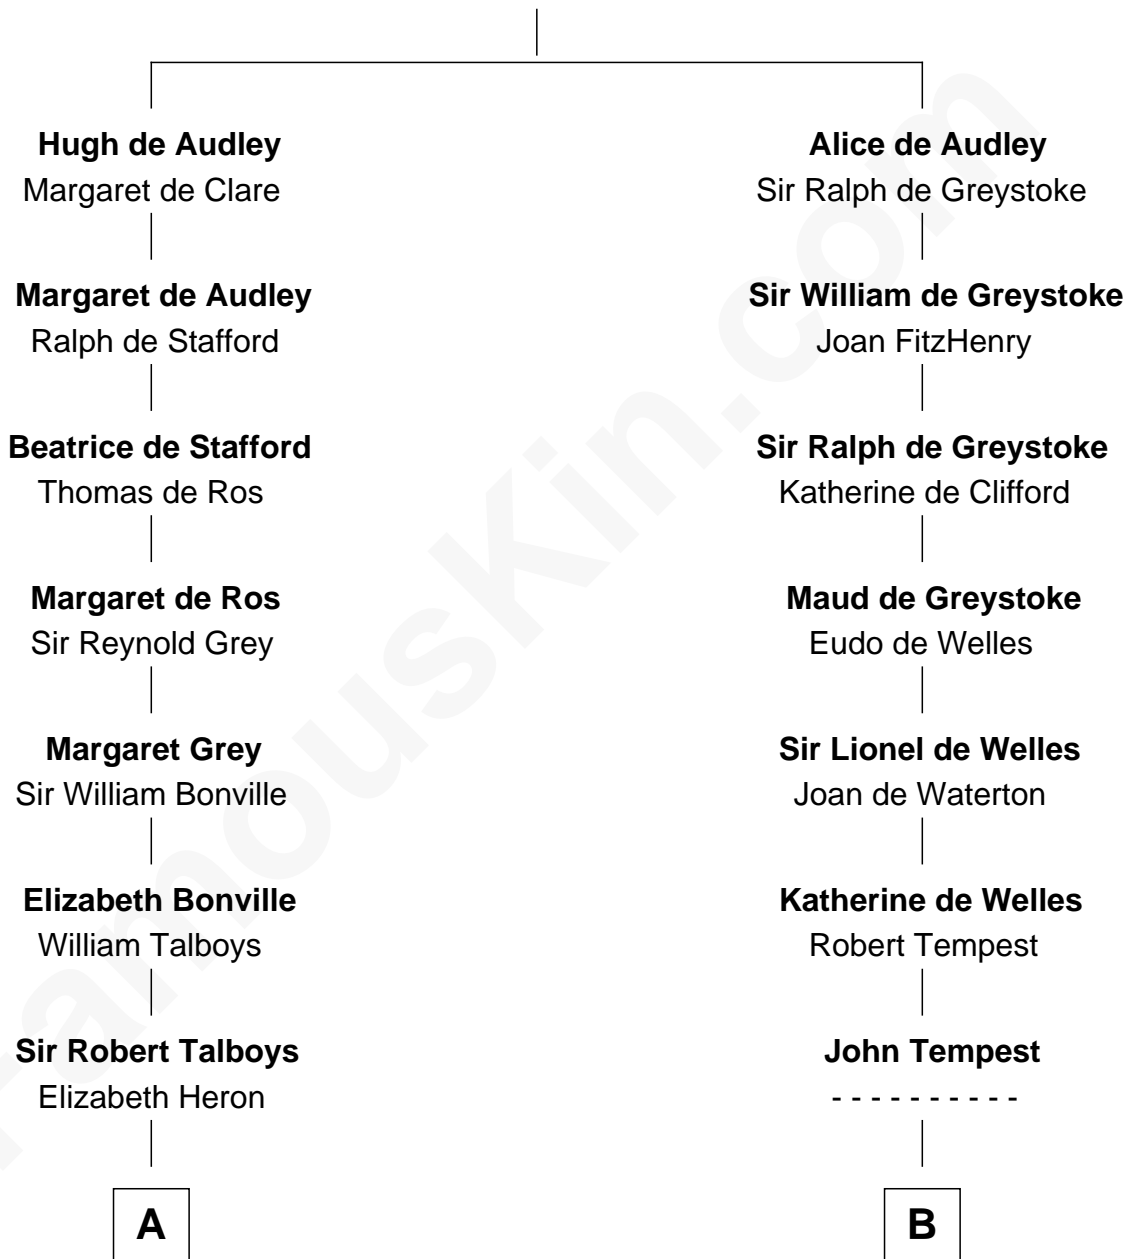 Hugh de Audley
Margaret de Clare
Margaret de Audley
Ralph de Stafford
Beatrice de Stafford
Thomas de Ros
Margaret de Ros
Sir Reynold Grey
Margaret Grey
Sir William Bonville
Elizabeth Bonville
William Talboys
Sir Robert Talboys
Elizabeth Heron
A
Alice de Audley
Sir Ralph de Greystoke
Sir William de Greystoke
Joan FitzHenry
Sir Ralph de Greystoke
Katherine de Clifford
Maud de Greystoke
Eudo de Welles
Sir Lionel de Welles
Joan de Waterton
Katherine de Welles
Robert Tempest
John Tempest
- - - - - - - - - -
B
FamousKin.com